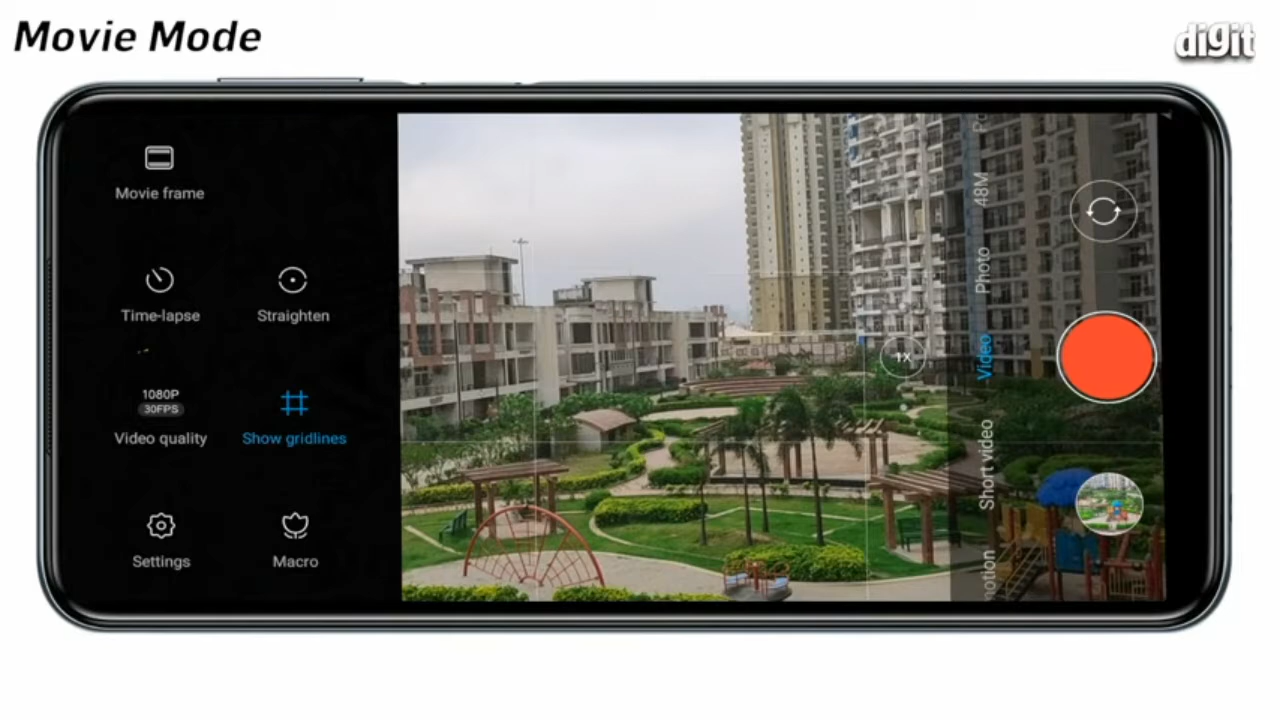 Movie Mode
digit
Movie frame
Time-lapse
Straighten
1080P
30FPS
Video quality
Show gridlines
Settings
Macro
1X
48M
Photo
Video
Short video